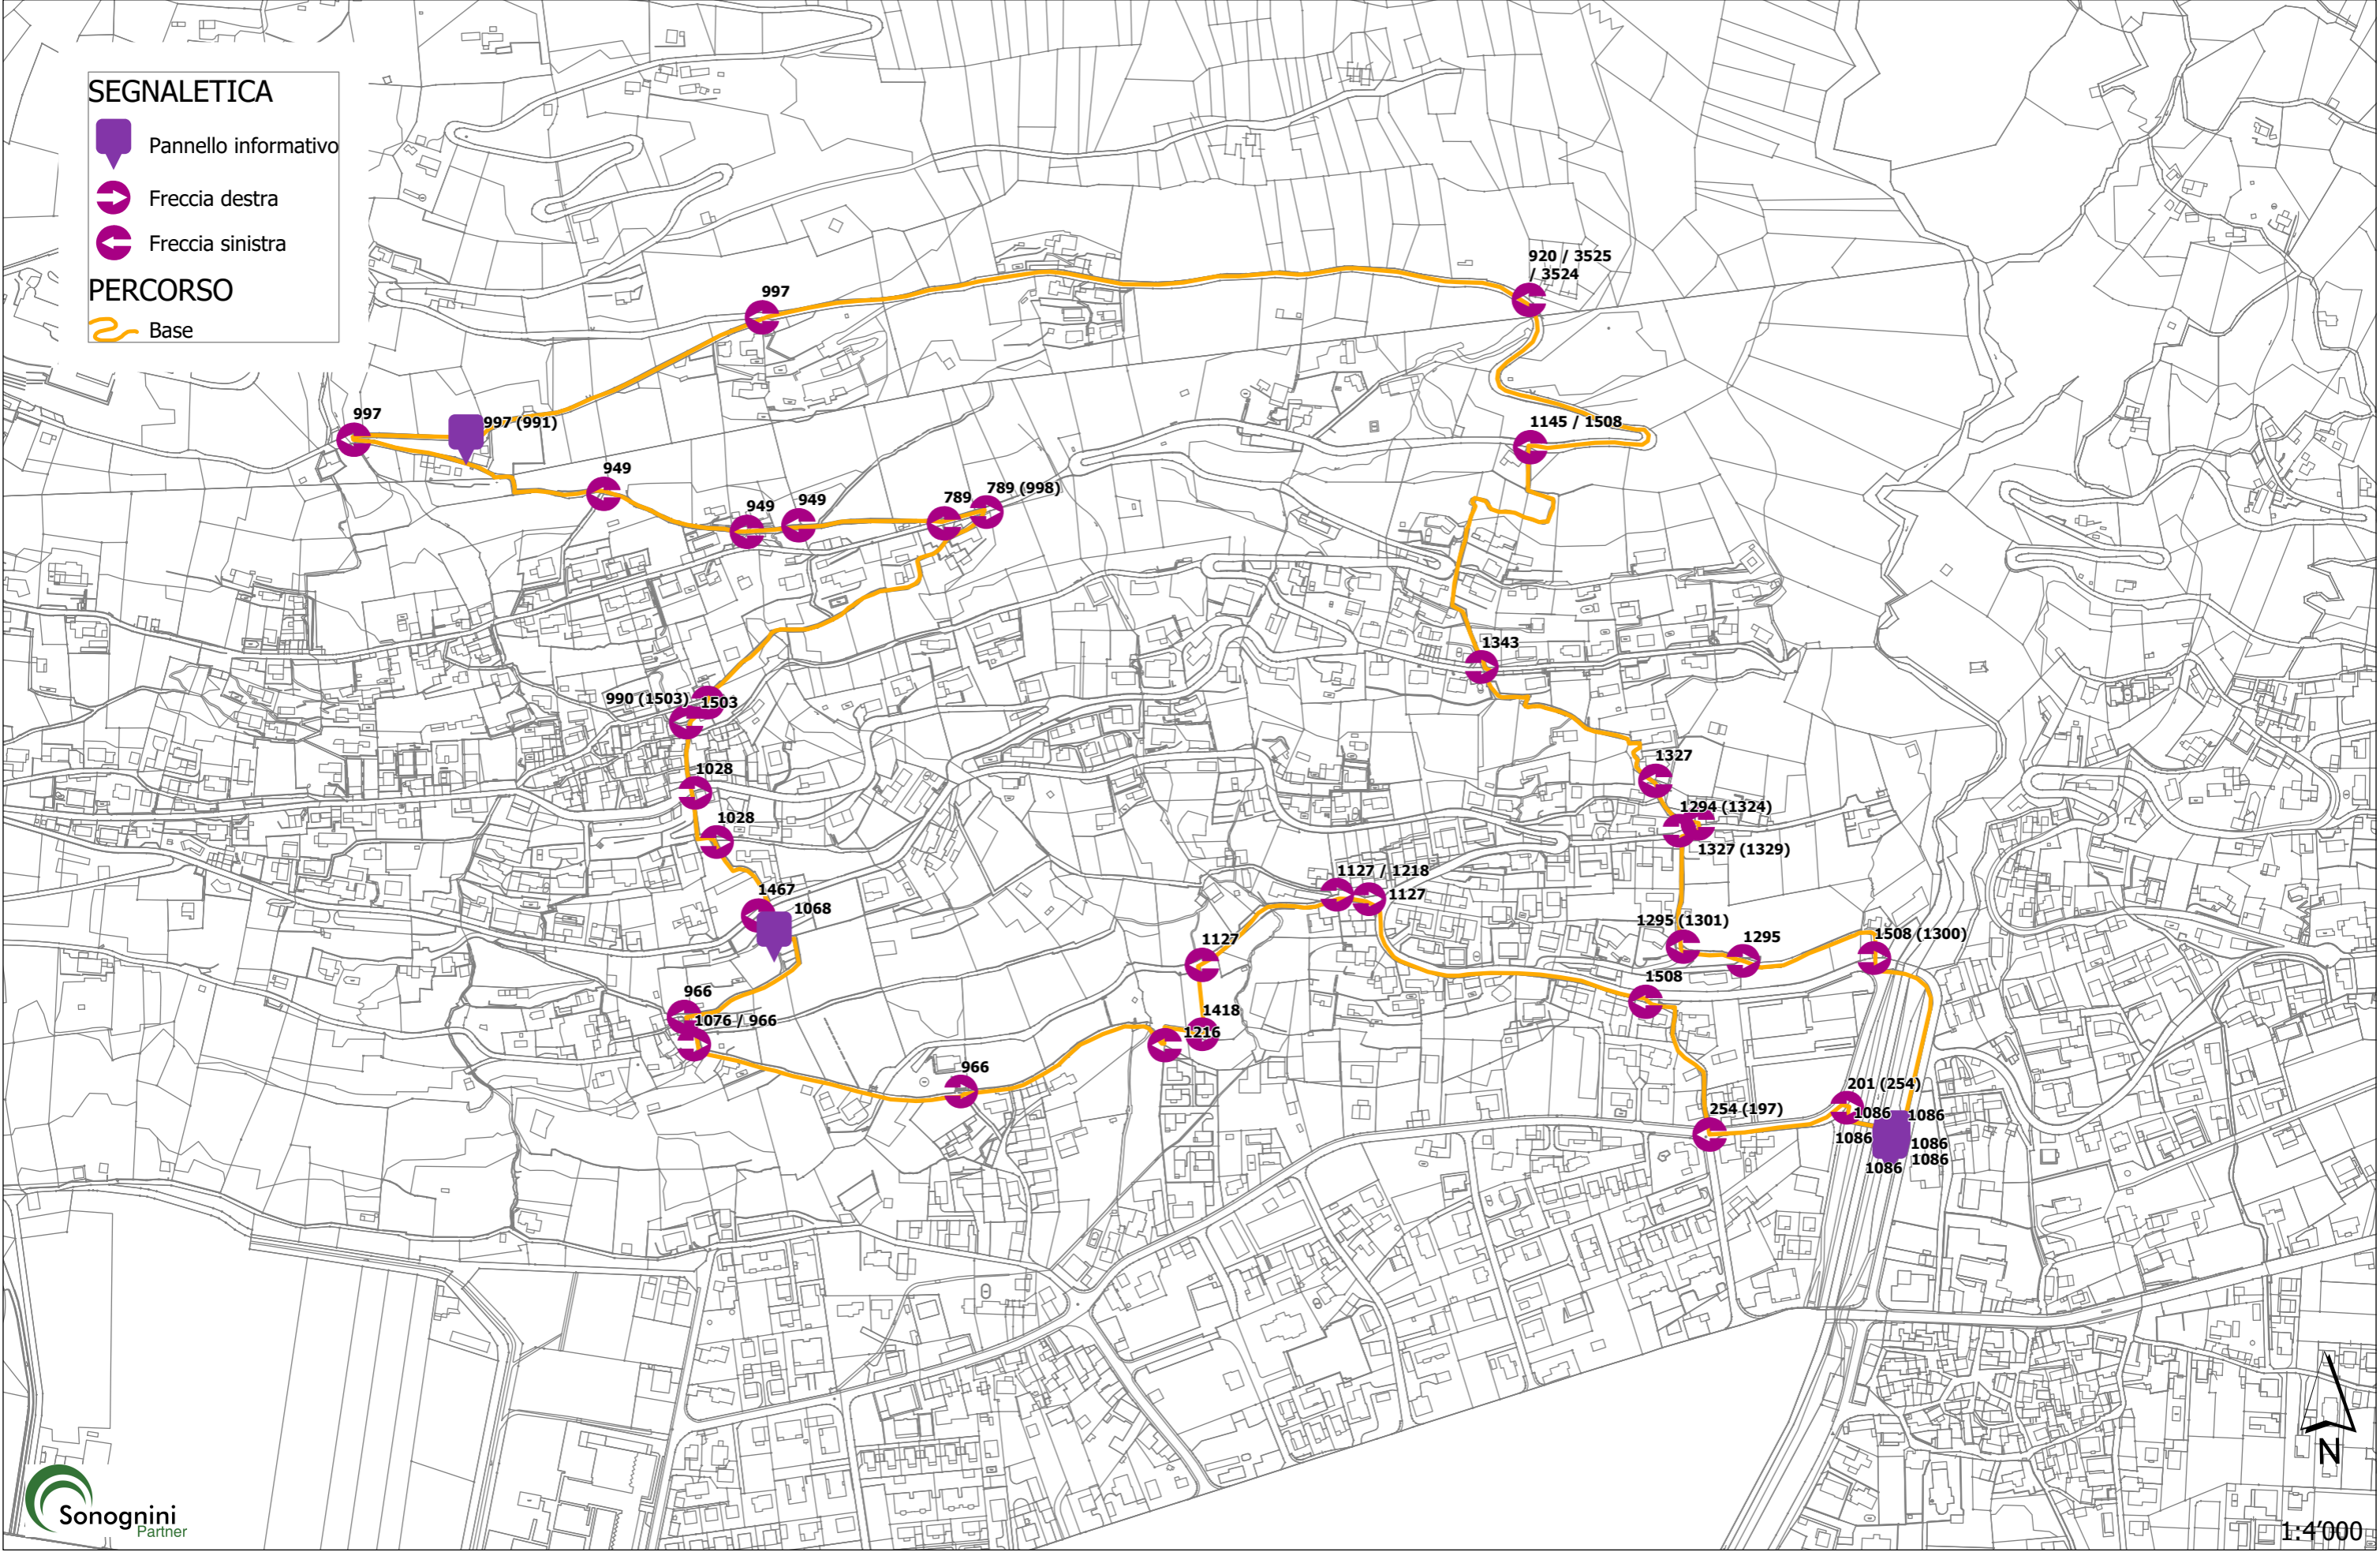 SEGNALETICA
Pannello informativo
Freccia destra
Freccia sinistra
PERCORSO
Base
920 / 3525
/ 3524
997
997
997 (991)
1145 / 1508
949
949
949
789
789 (998)
1343
990 (1503)
1503
1327
1028
1294 (1324)
1028
1327 (1329)
1127 / 1218
1467
1127
1068
1295 (1301)
1508 (1300)
1127
1295
1508
966
1418
1076 / 966
1216
966
201 (254)
254 (197)
1086
1086
1086
1086
1086
1086
N
Sonognini
Partner
1:4'000